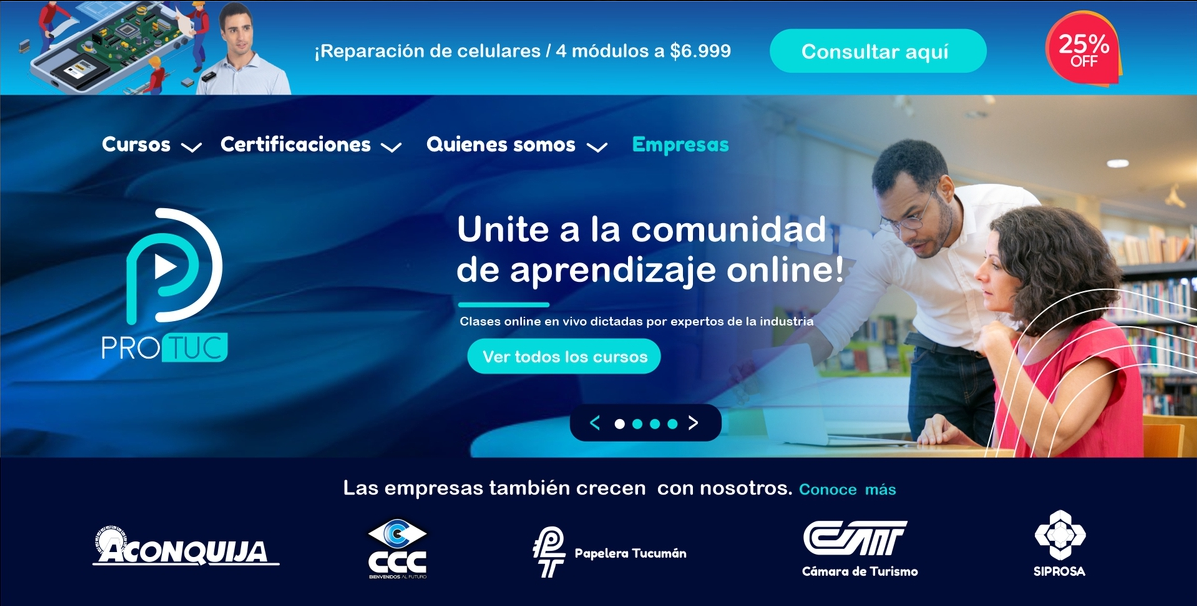 ¡Reparación de celulares / 4 módulos a $6.999
Consultar aquí
25%
OFF
Cursos
Certificaciones
Quienes somos
Empresas
Unite a la comunidad
de aprendizaje online!
Clases online en vivo dictadas por expertos de la industria
Ver todos los cursos
PROTUC
Las empresas también crecen con nosotros. Conoce más
ACONQUIJA
CCC
BIENVENIDOS AL FUTURO
Papelera Tucumán
Cámara de Turismo
SIPROSA